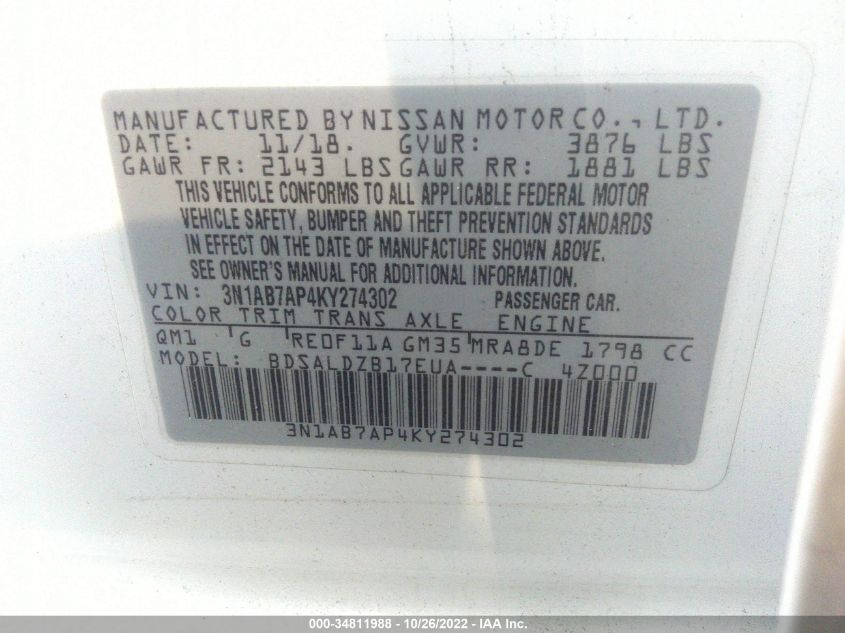 MANUFACTURED BY NISSAN MOTOR CO., LTD.
DATE: 11/18. GVWR: 3876 LBS
GAWR FR: 2143 LBS GAWR RR: 1881 LBS
THIS VEHICLE CONFORMS TO ALL APPLICABLE FEDERAL MOTOR
VEHICLE SAFETY, BUMPER AND THEFT PREVENTION STANDARDS
IN EFFECT ON THE DATE OF MANUFACTURE SHOWN ABOVE.
SEE OWNER'S MANUAL FOR ADDITIONAL INFORMATION.
VIN: 3N1AB7AP4KY274302 PASSENGER CAR.
COLOR TRIM TRANS AXLE ENGINE
QM1 G RE0F11A GM35 MRA8DE 1798 CC
MODEL: BDSALDZB17EUA----C 4Z000
3N1AB7AP4KY274302
000-34811988 - 10/26/2022 - IAA Inc.